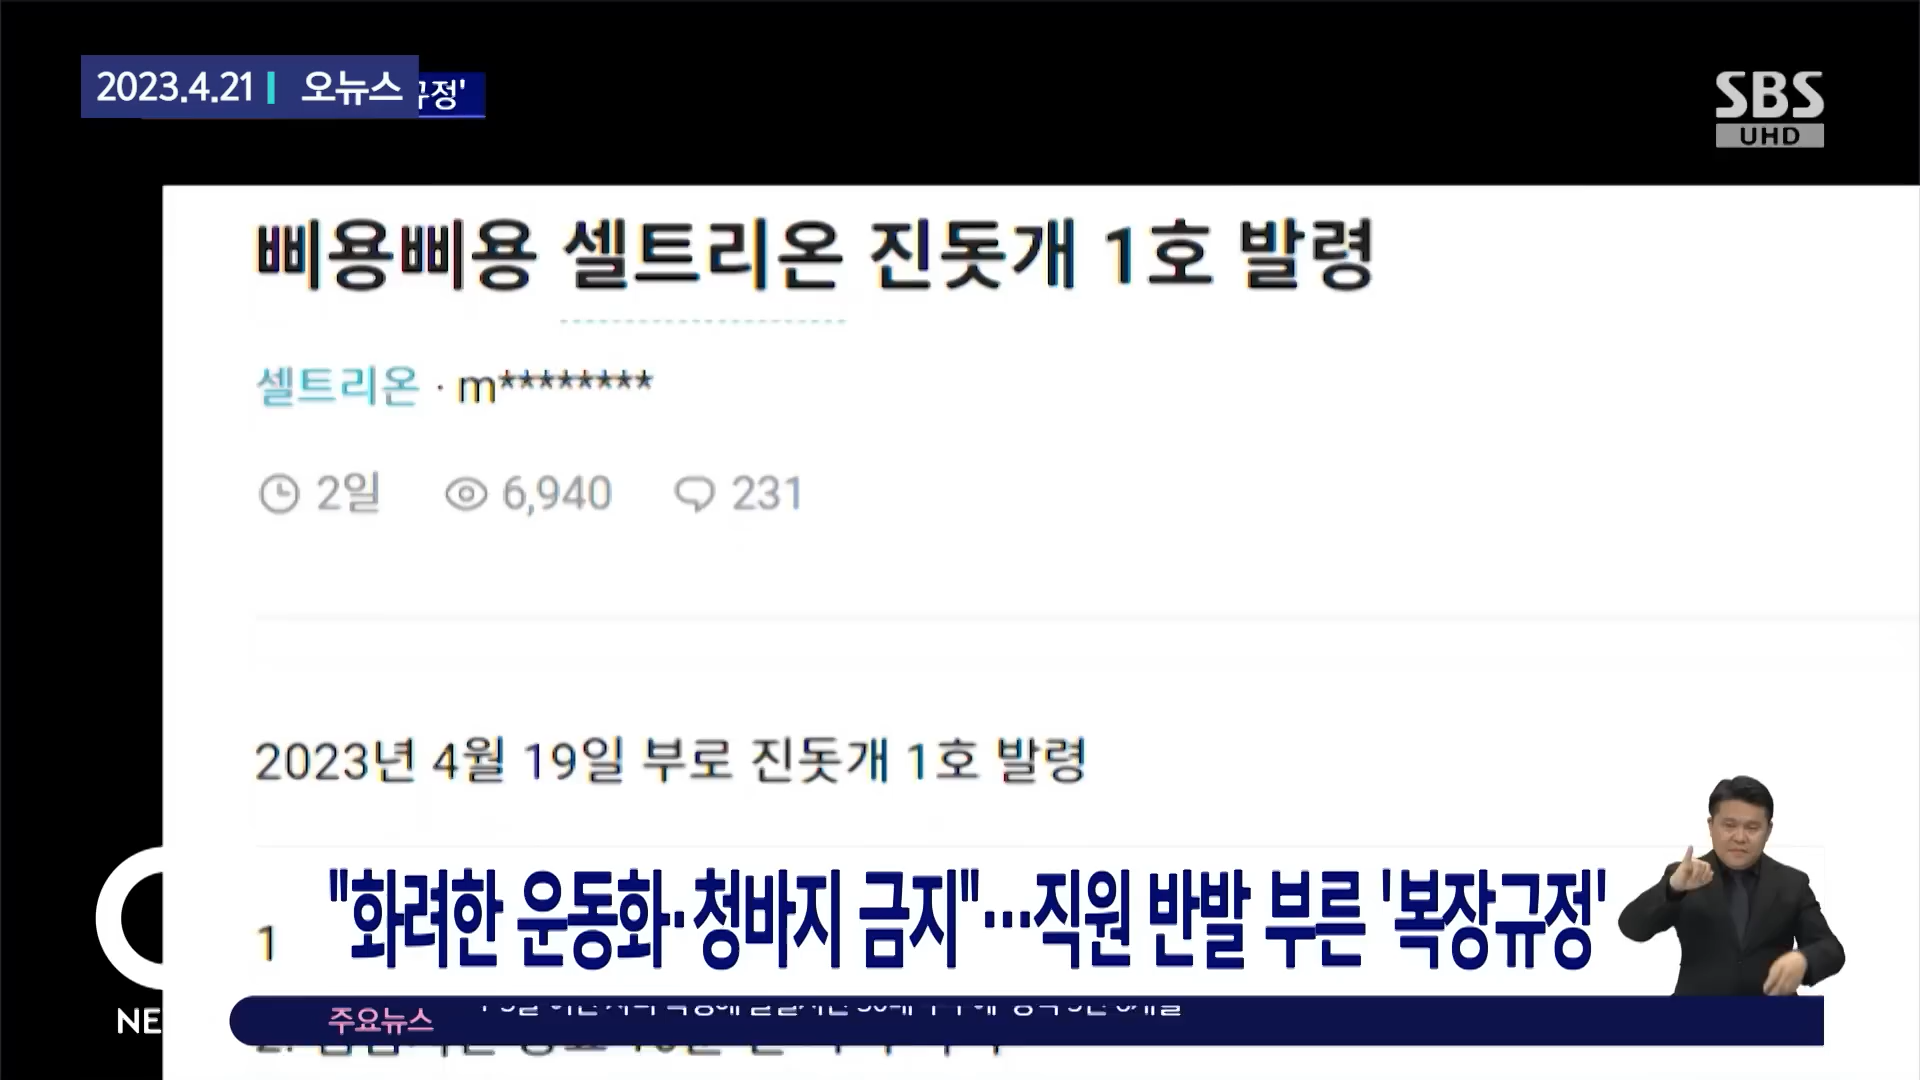 2023.4.21 오뉴스
규정'
SBS
UHD
삐용삐용 셀트리온 진돗개 1호 발령
셀트리온 · m********
2일 6,940 231
2023년 4월 19일 부로 진돗개 1호 발령
1
"화려한 운동화·청바지 금지"…직원 반발 부른 '복장규정'
NE
주요뉴스